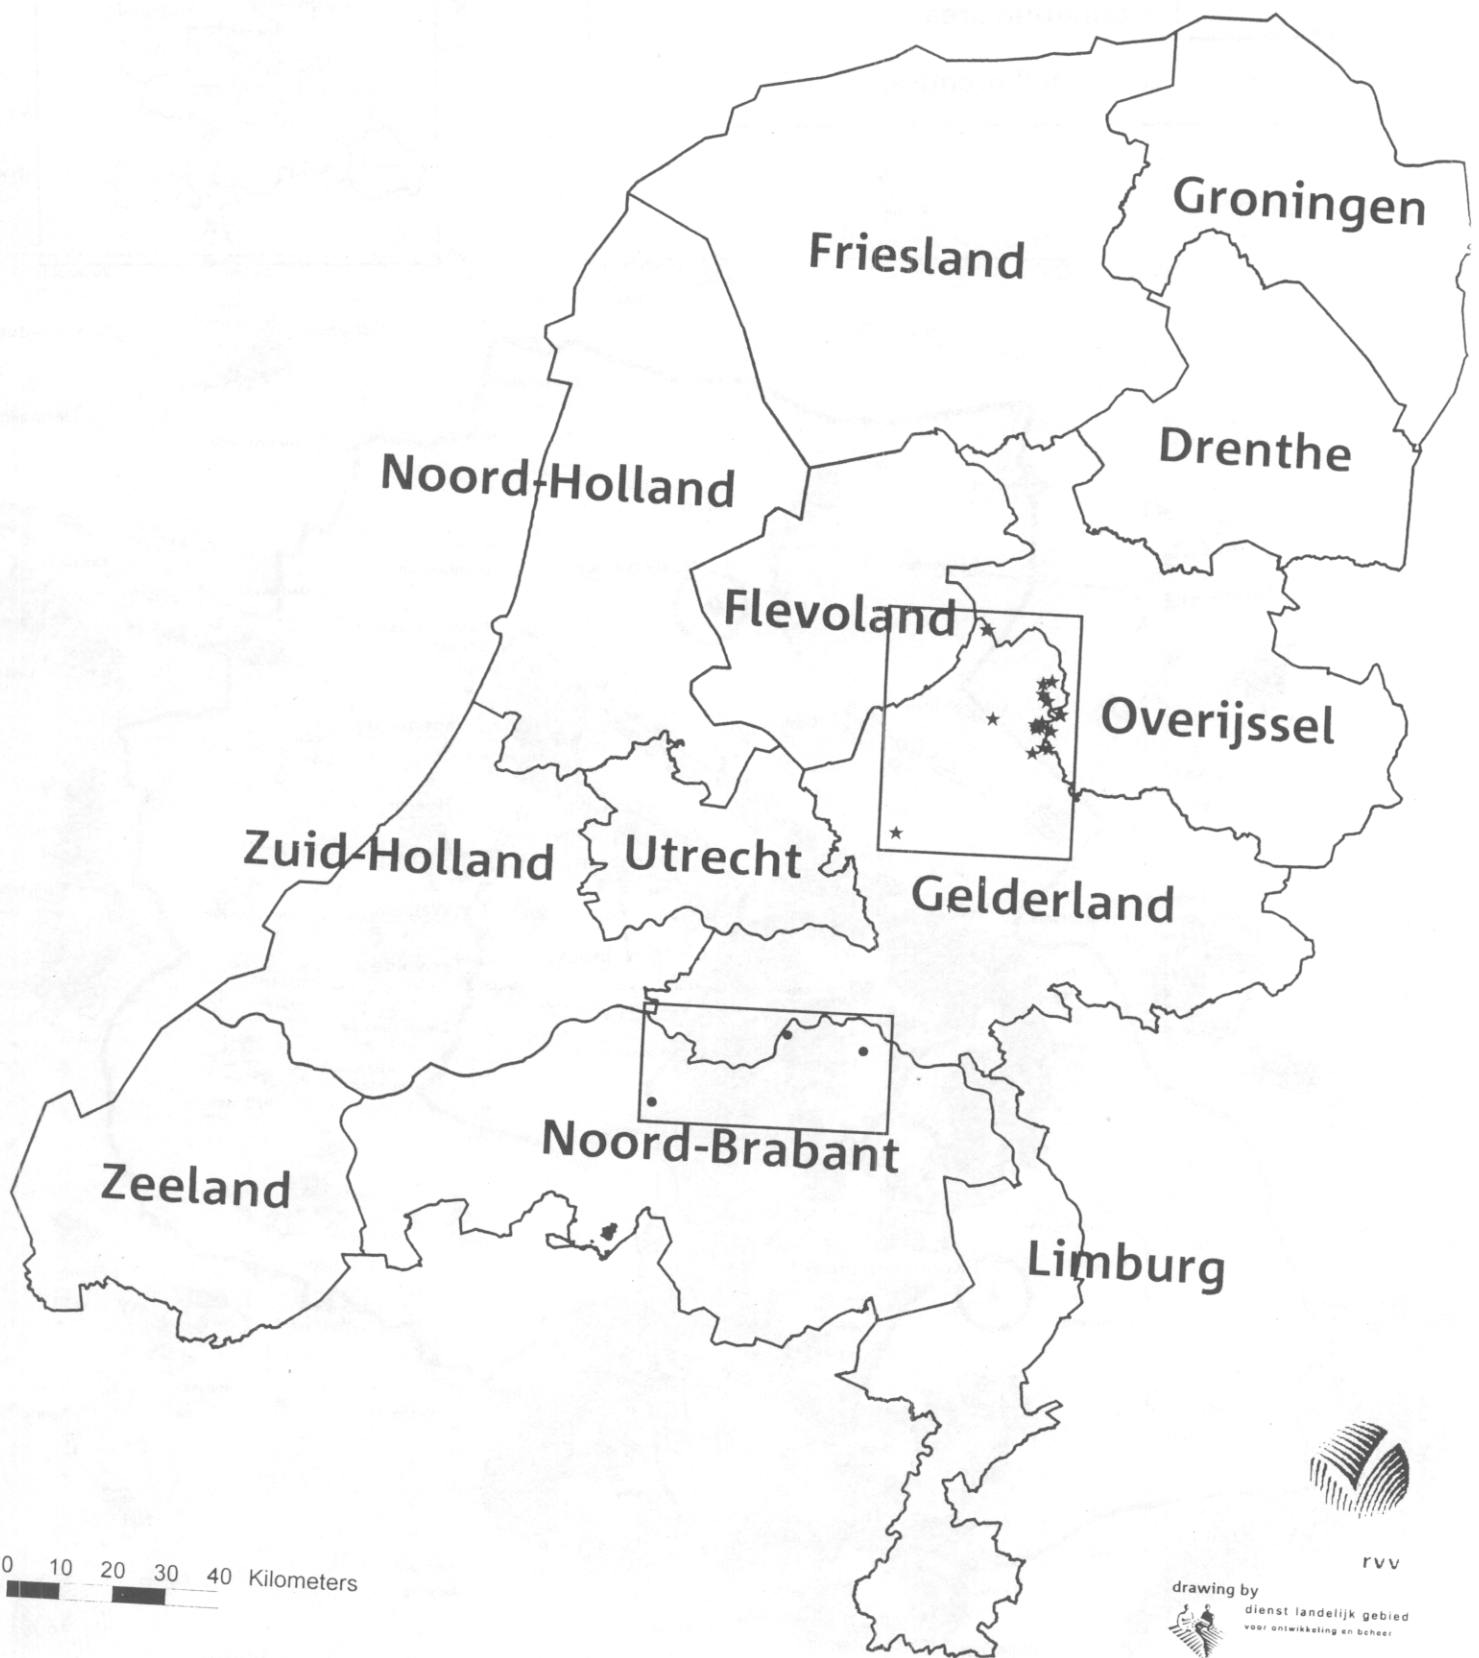 Groningen
Friesland
Drenthe
Noord-Holland
Flevoland
Overijssel
Zuid-Holland
Utrecht
Gelderland
Noord-Brabant
Zeeland
Limburg
0 10 20 30 40 Kilometers
rvv
drawing by
dienst landelijk gebied
voor ontwikkeling en beheer